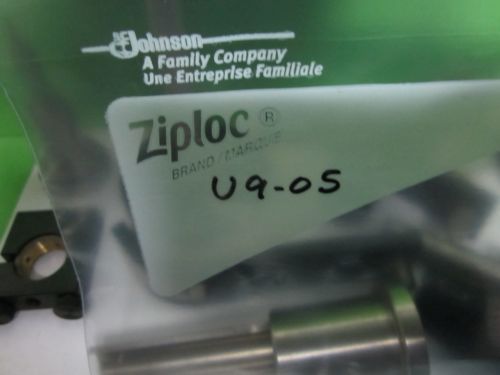 Johnson
A Family Company
Une Entreprise Familiale
Ziploc ®
BRAND / MARQUE
U9-05